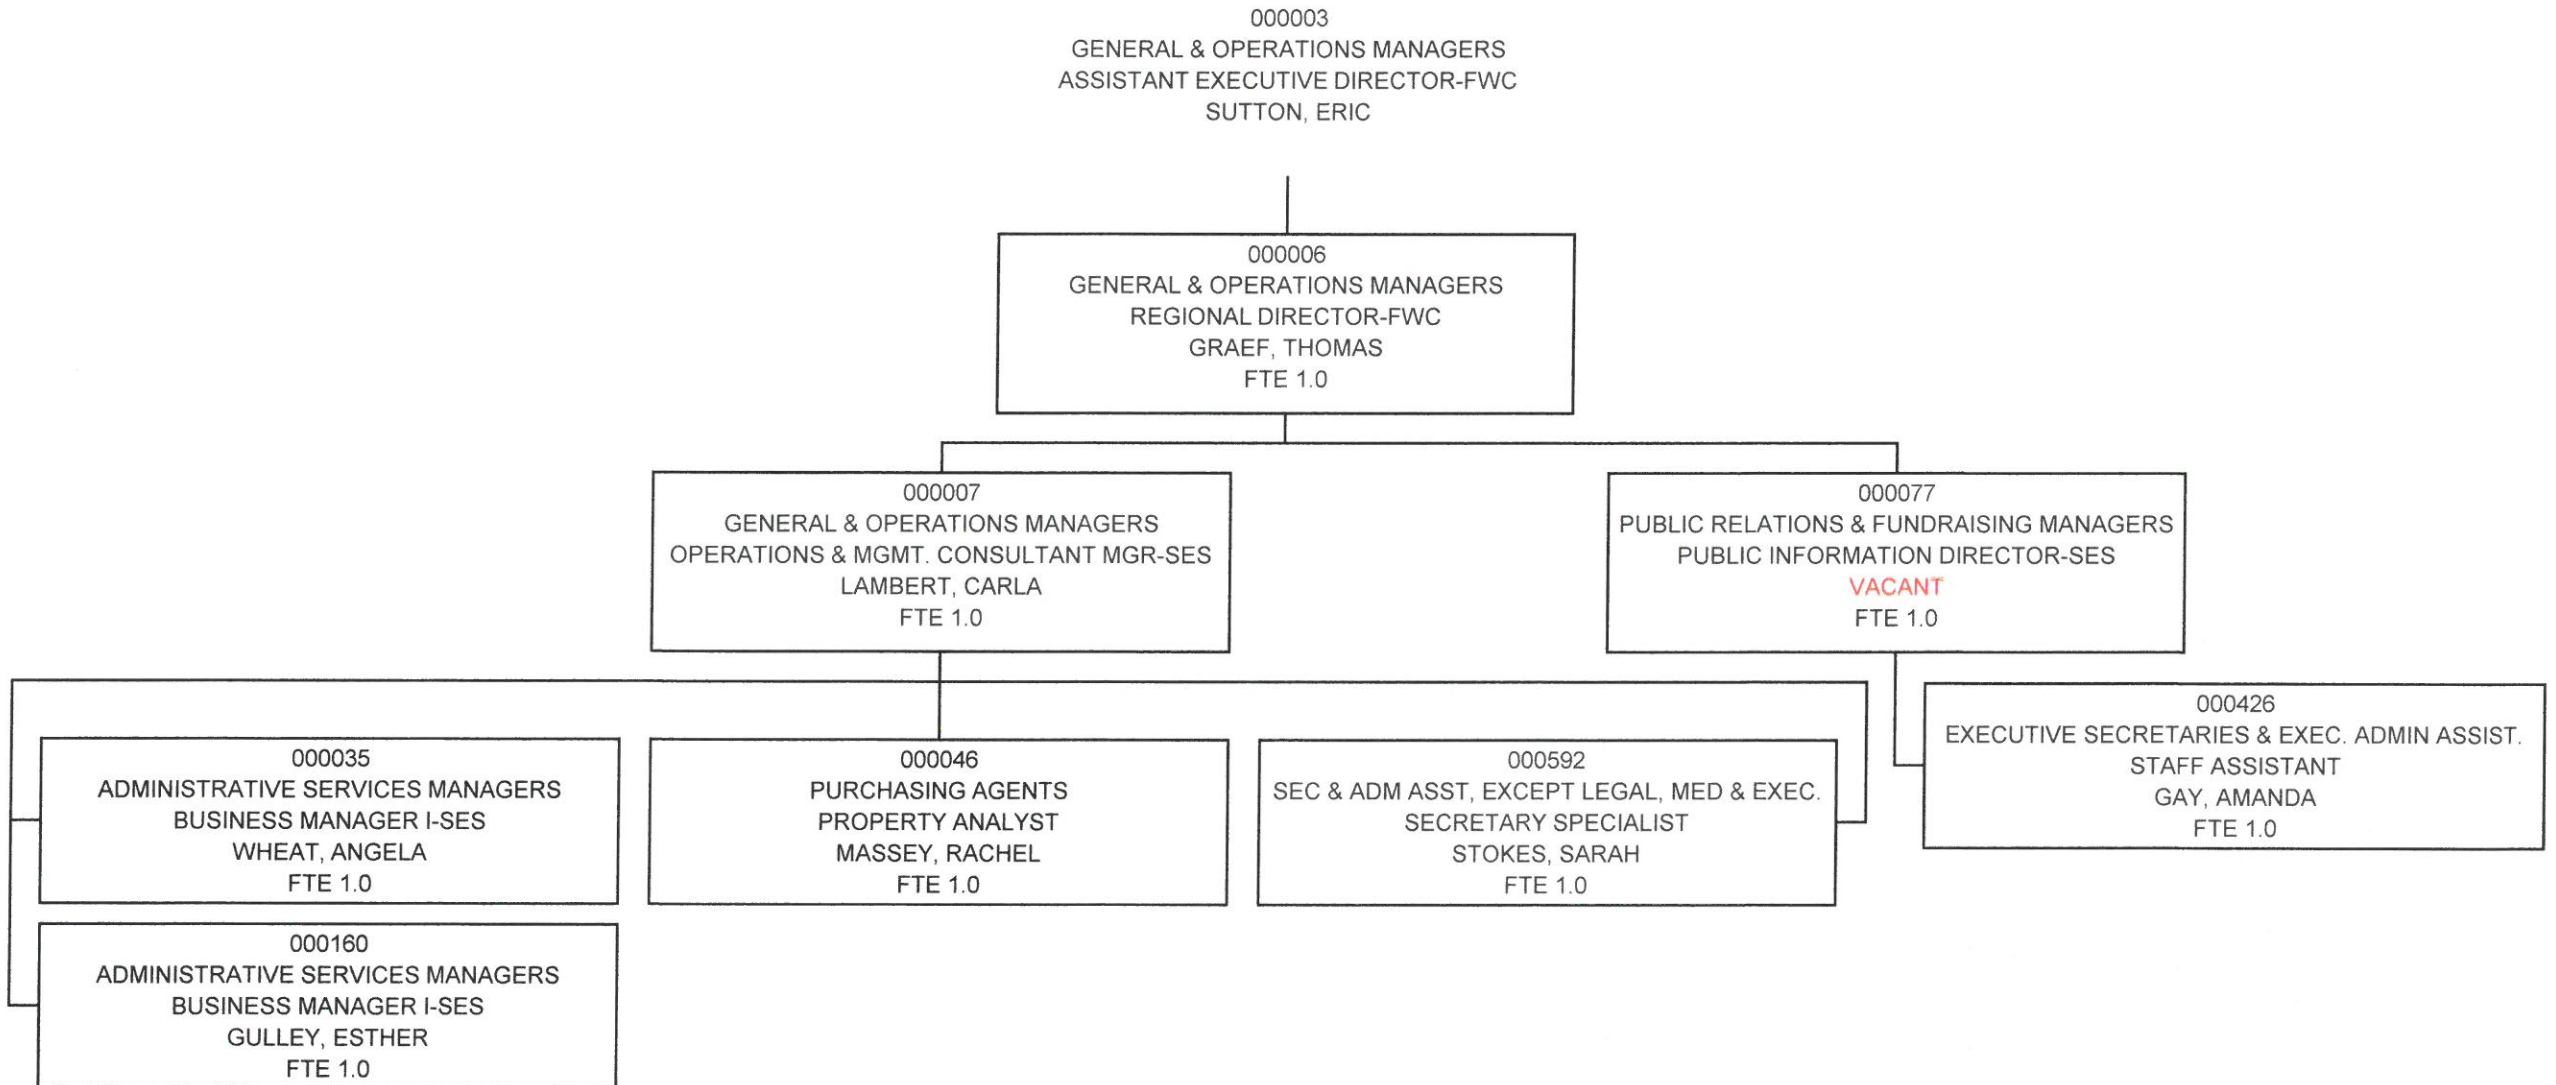 000003
GENERAL & OPERATIONS MANAGERS
ASSISTANT EXECUTIVE DIRECTOR-FWC
SUTTON, ERIC
000006
GENERAL & OPERATIONS MANAGERS
REGIONAL DIRECTOR-FWC
GRAEF, THOMAS
FTE 1.0
000007
GENERAL & OPERATIONS MANAGERS
OPERATIONS & MGMT. CONSULTANT MGR-SES
LAMBERT, CARLA
FTE 1.0
000077
PUBLIC RELATIONS & FUNDRAISING MANAGERS
PUBLIC INFORMATION DIRECTOR-SES
VACANT
FTE 1.0
000035
ADMINISTRATIVE SERVICES MANAGERS
BUSINESS MANAGER I-SES
WHEAT, ANGELA
FTE 1.0
000046
PURCHASING AGENTS
PROPERTY ANALYST
MASSEY, RACHEL
FTE 1.0
000592
SEC & ADM ASST, EXCEPT LEGAL, MED & EXEC.
SECRETARY SPECIALIST
STOKES, SARAH
FTE 1.0
000426
EXECUTIVE SECRETARIES & EXEC. ADMIN ASSIST.
STAFF ASSISTANT
GAY, AMANDA
FTE 1.0
000160
ADMINISTRATIVE SERVICES MANAGERS
BUSINESS MANAGER I-SES
GULLEY, ESTHER
FTE 1.0